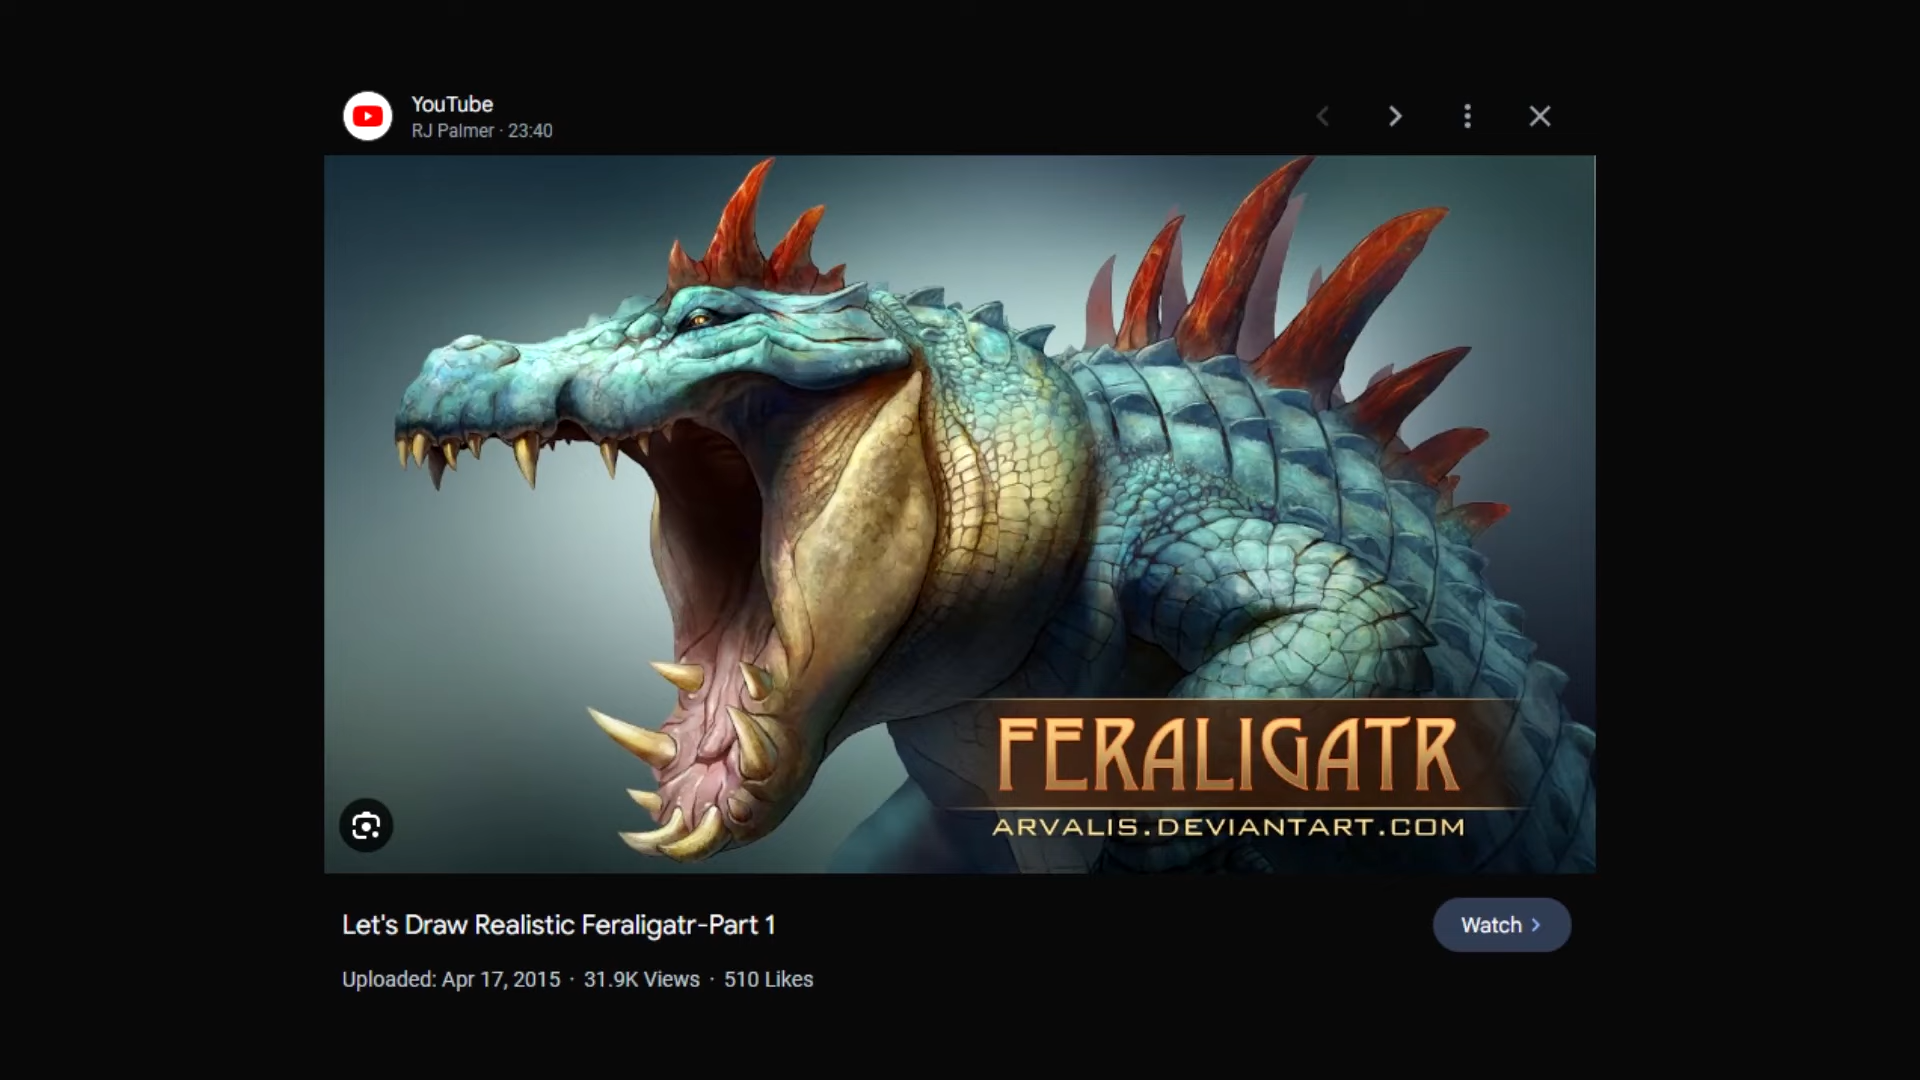 YouTube
RJ Palmer · 23:40
FERALIGATR
ARVALIS.DEVIANTART.COM
Let's Draw Realistic Feraligatr-Part 1
Watch
Uploaded: Apr 17, 2015 · 31.9K Views · 510 Likes